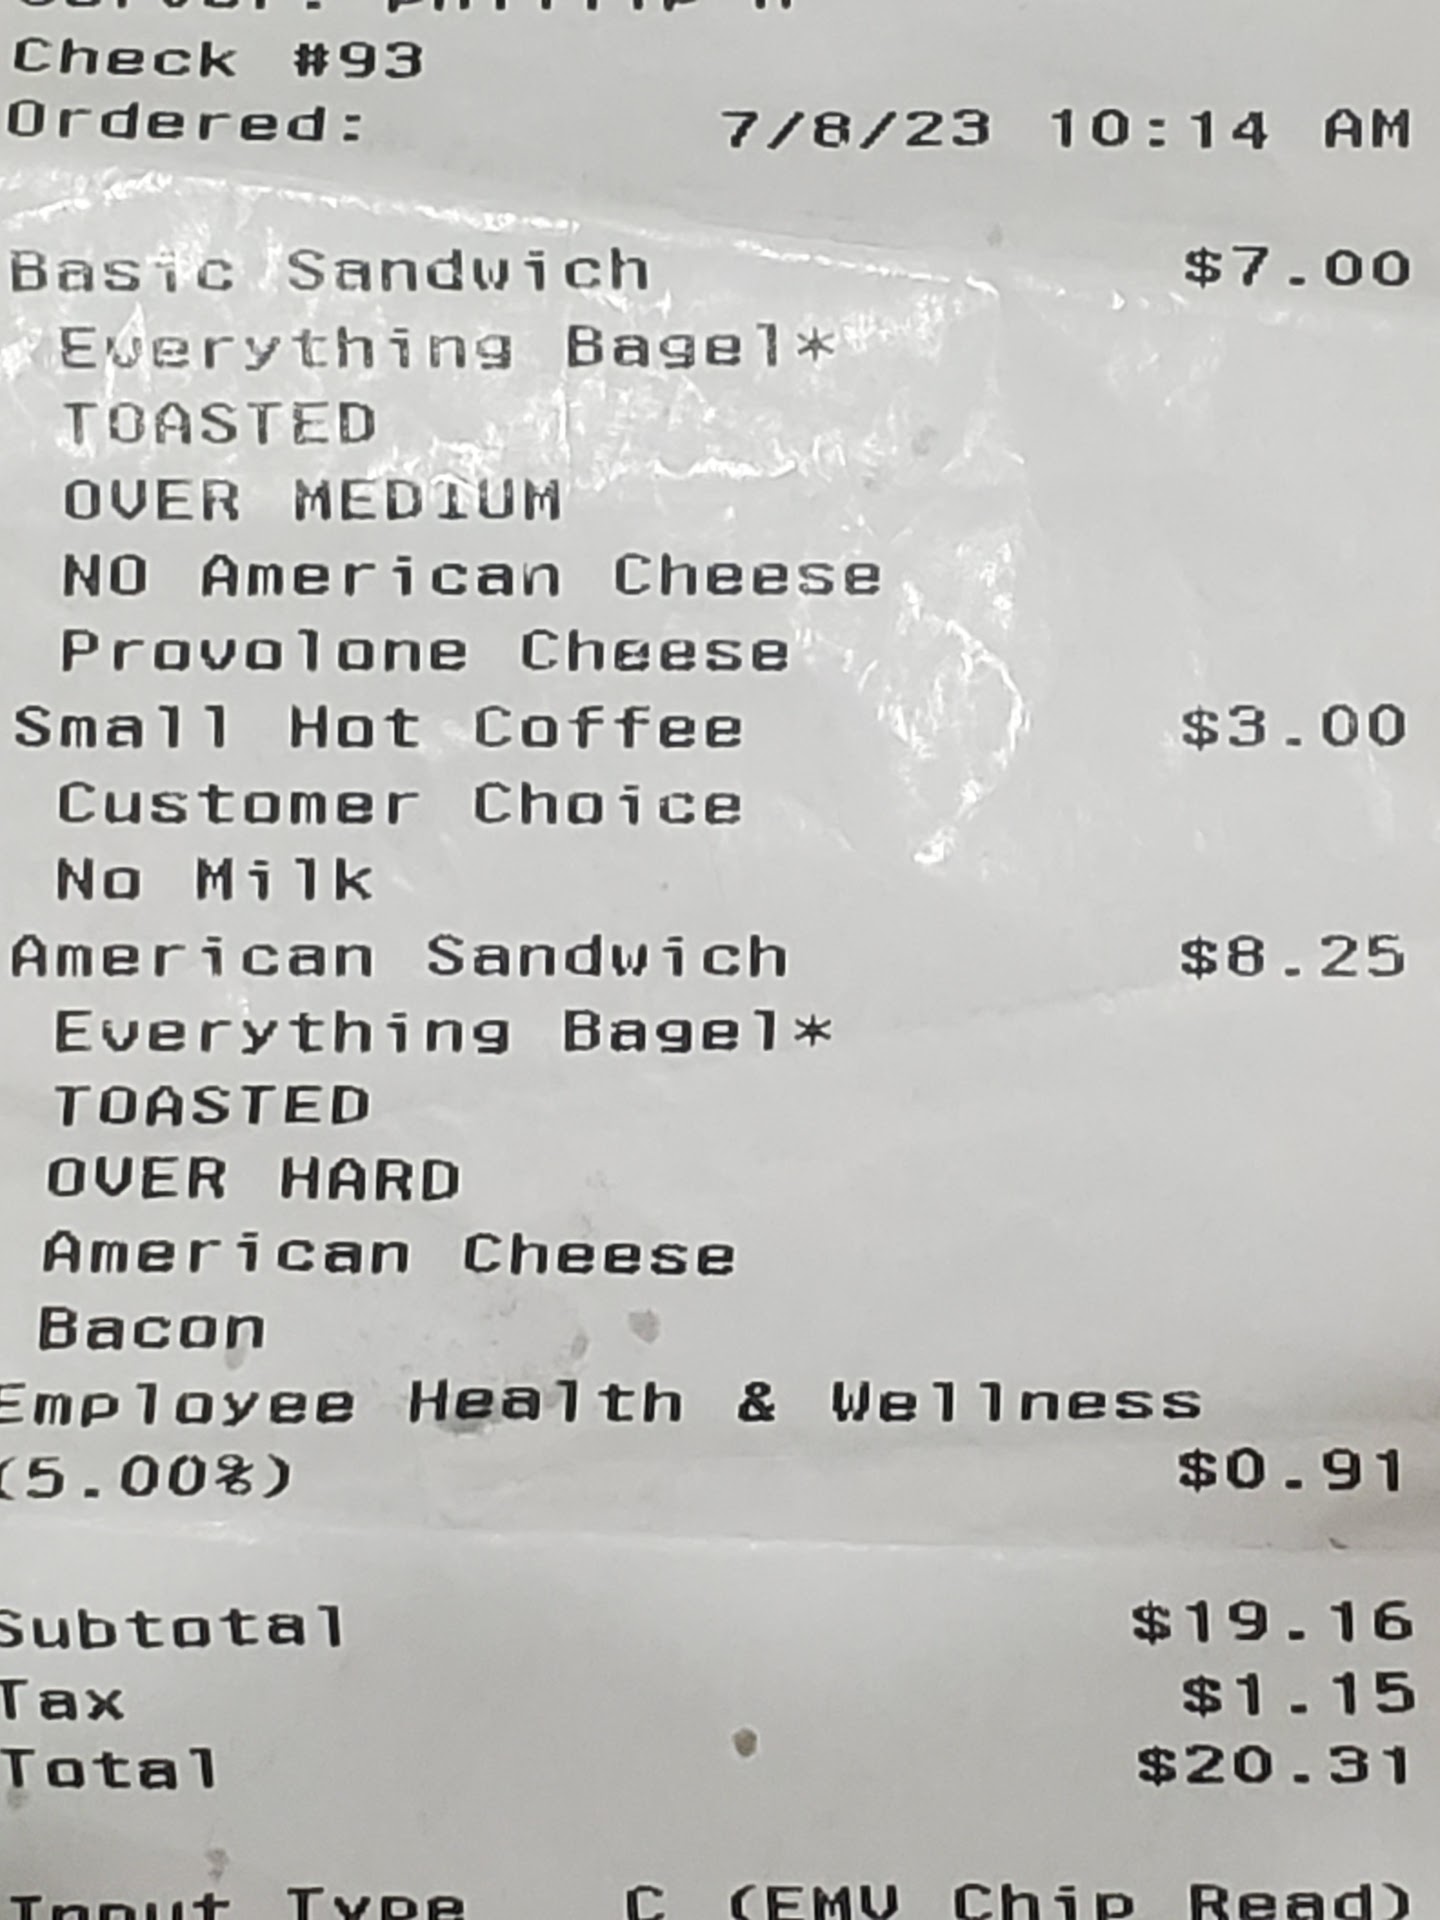 Check #93
Ordered: 7/8/23 10:14 AM
Basic Sandwich $7.00
Everything Bagel*
TOASTED
OVER MEDIUM
NO American Cheese
Provolone Cheese
Small Hot Coffee $3.00
Customer Choice
No Milk
American Sandwich $8.25
Everything Bagel*
TOASTED
OVER HARD
American Cheese
Bacon
Employee Health & Wellness
(5.00%) $0.91
Subtotal $19.16
Tax $1.15
Total $20.31
Input Type C (EMV Chip Read)